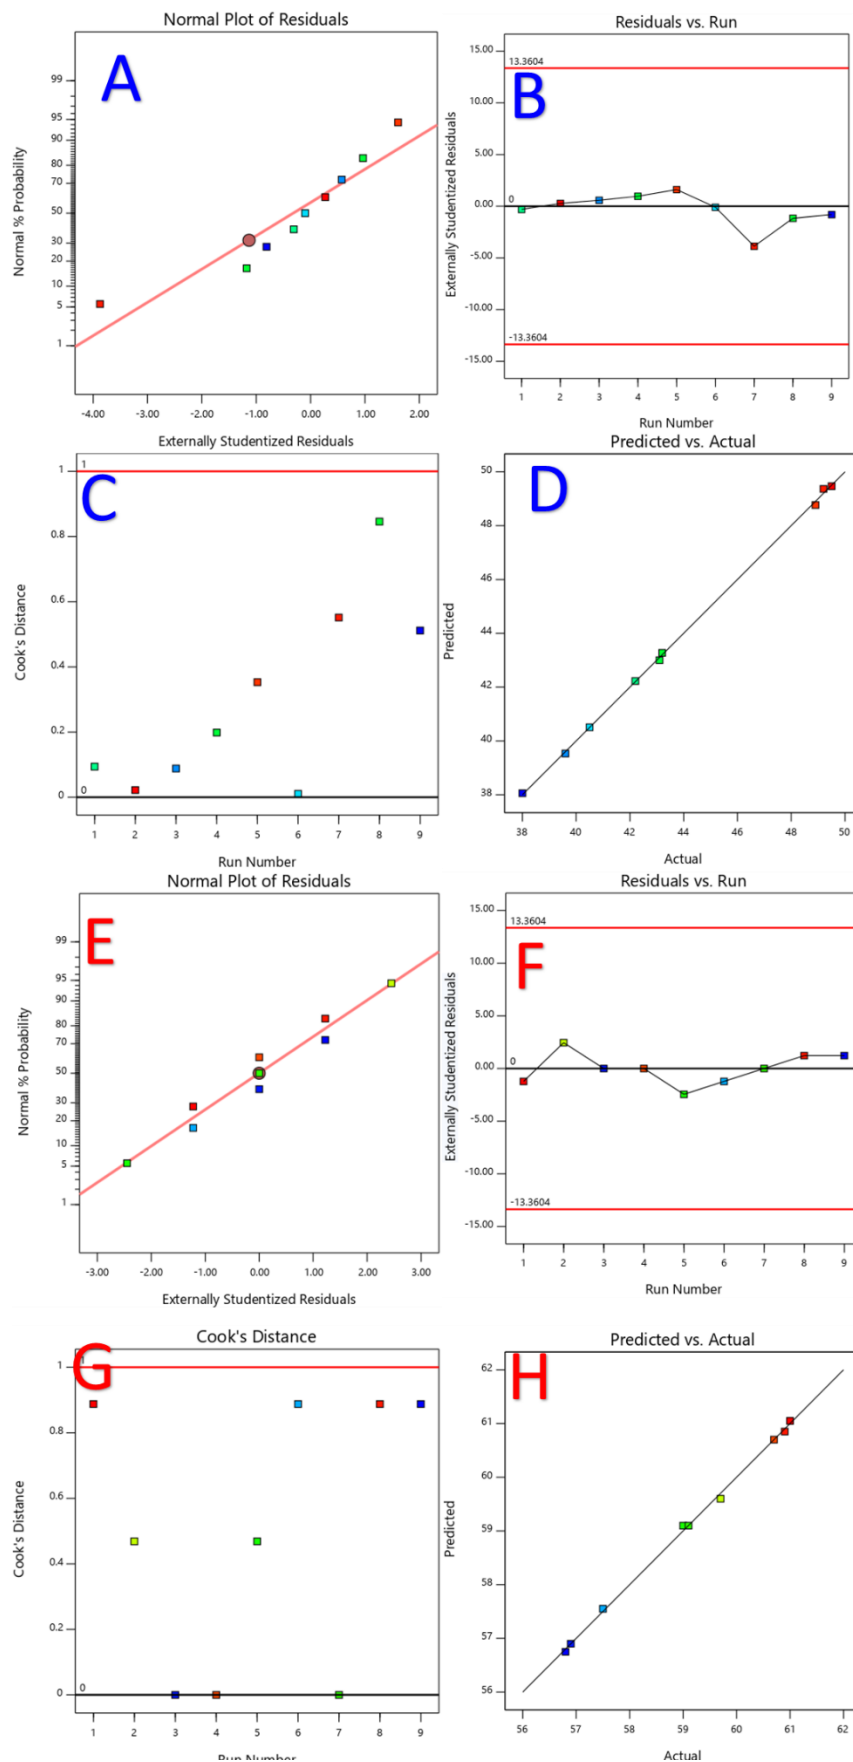 Normal Plot of Residuals
A
Normal % Probability
99
95
90
80
70
50
30
20
10
5
1
-4.00 -3.00 -2.00 -1.00 0.00 1.00 2.00
Externally Studentized Residuals
Residuals vs. Run
B
Externally Studentized Residuals
15.00
13.3604
10.00
5.00
0.00
0
-5.00
-10.00
-13.3604
-15.00
1 2 3 4 5 6 7 8 9
Run Number
C
Cook's Distance
1
1
0.8
0.6
0.4
0.2
0
0
1 2 3 4 5 6 7 8 9
Run Number
Predicted vs. Actual
D
Predicted
50
48
46
44
42
40
38
38 40 42 44 46 48 50
Actual
Normal Plot of Residuals
E
Normal % Probability
99
95
90
80
70
50
30
20
10
5
1
-3.00 -2.00 -1.00 0.00 1.00 2.00 3.00
Externally Studentized Residuals
Residuals vs. Run
F
Externally Studentized Residuals
15.00
13.3604
10.00
5.00
0.00
0
-5.00
-10.00
-13.3604
-15.00
1 2 3 4 5 6 7 8 9
Run Number
Cook's Distance
G
Cook's Distance
1
0.8
0.6
0.4
0.2
0
0
1 2 3 4 5 6 7 8 9
Run Number
Predicted vs. Actual
H
Predicted
62
61
60
59
58
57
56
56 57 58 59 60 61 62
Actual